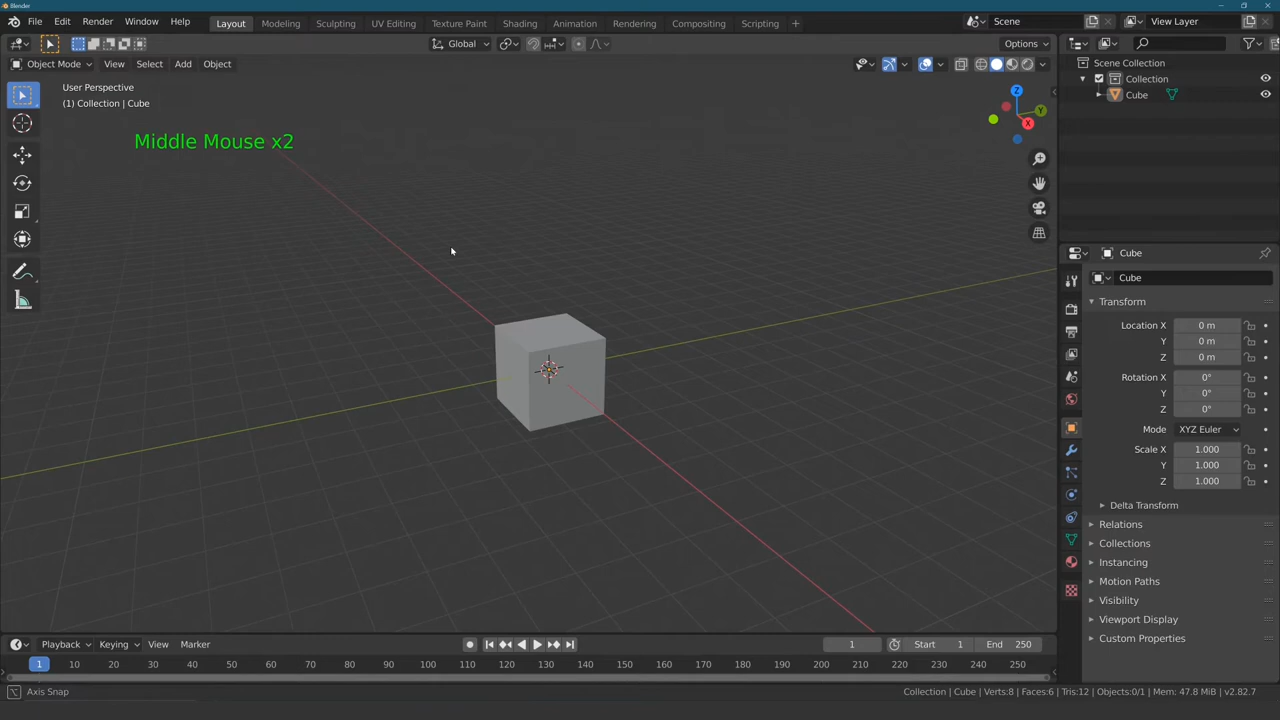 Blender
File Edit Render Window Help Layout Modeling Sculpting UV Editing Texture Paint Shading Animation Rendering Compositing Scripting + Scene View Layer
Global Options
Object Mode View Select Add Object
User Perspective
(1) Collection | Cube
Middle Mouse x2
Z
Y
X
Scene Collection
Collection
Cube
Cube
Cube
Transform
Location X 0 m
Y 0 m
Z 0 m
Rotation X 0°
Y 0°
Z 0°
Mode XYZ Euler
Scale X 1.000
Y 1.000
Z 1.000
Delta Transform
Relations
Collections
Instancing
Motion Paths
Visibility
Viewport Display
Custom Properties
Playback Keying View Marker 1 Start 1 End 250
1 10 20 30 40 50 60 70 80 90 100 110 120 130 140 150 160 170 180 190 200 210 220 230 240 250
Axis Snap Collection | Cube | Verts:8 | Faces:6 | Tris:12 | Objects:0/1 | Mem: 47.8 MiB | v2.82.7